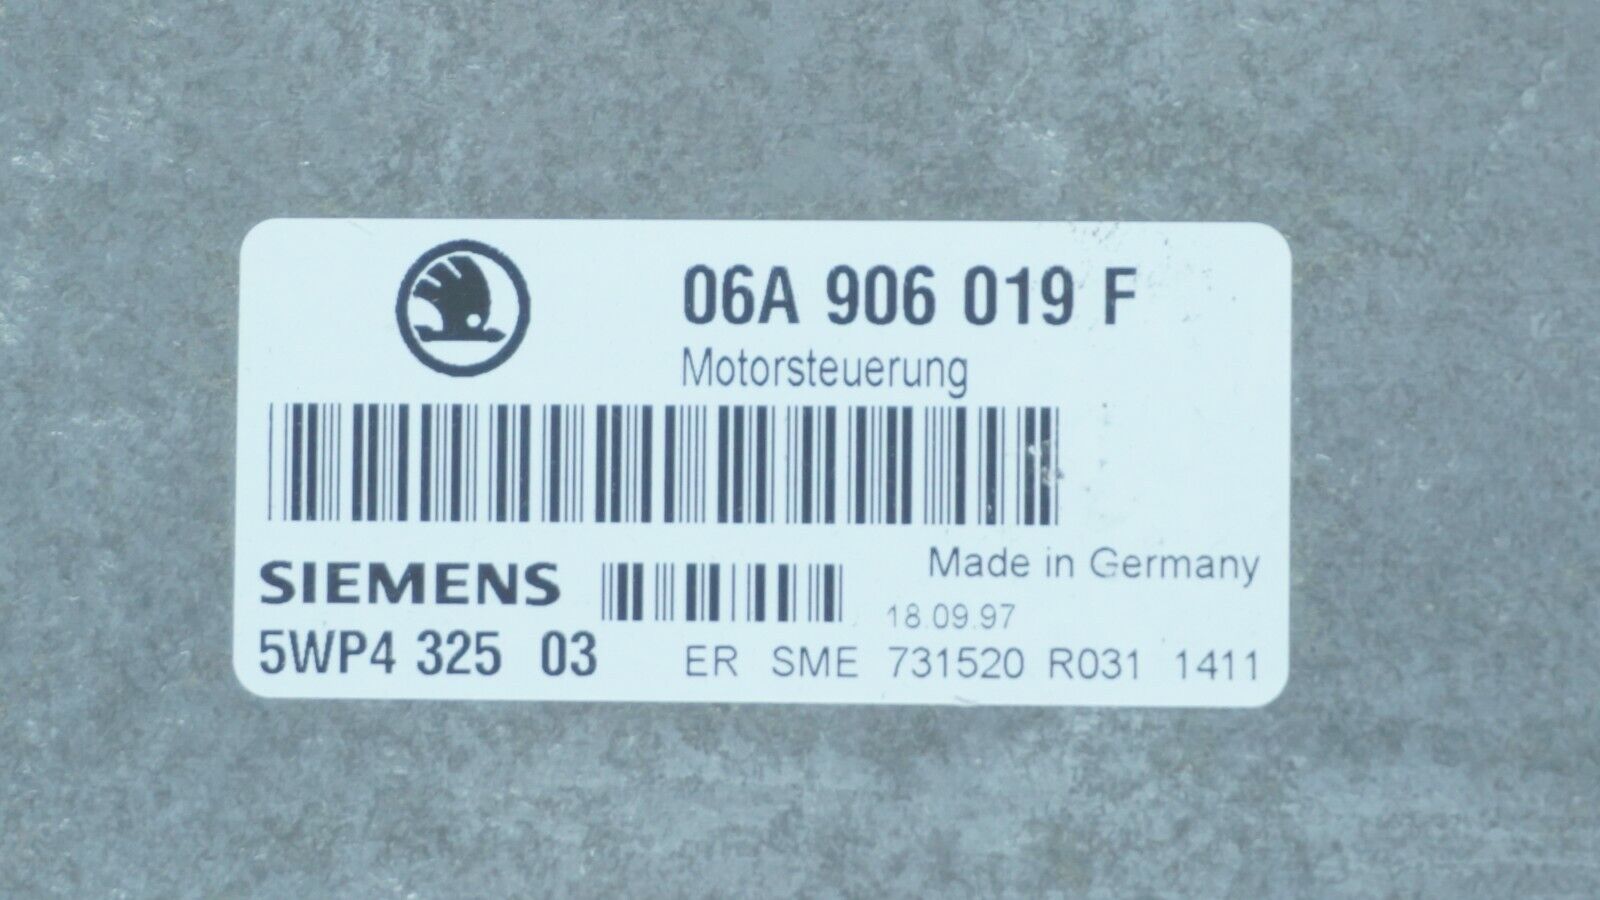 06A 906 019 F
Motorsteuerung
Made in Germany
SIEMENS
18.09.97
5WP4 325 03 ER SME 731520 R031 1411